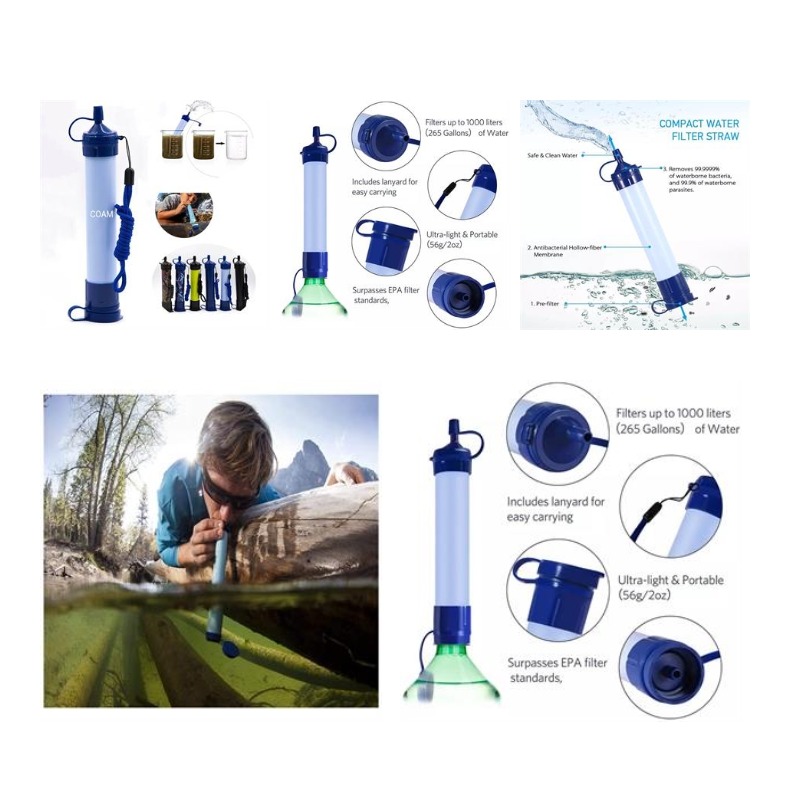 COAM
Filters up to 1000 liters
(265 Gallons) of Water
Includes lanyard for
easy carrying
Ultra-light & Portable
(56g/2oz)
Surpasses EPA filter
standards,
COMPACT WATER
FILTER STRAW
Safe & Clean Water
3. Removes 99.9999%
of waterborne bacteria,
and 99.9% of waterborne
parasites.
2. Antibacterial Hollow-fiber
Membrane
1. Pre-filter
Filters up to 1000 liters
(265 Gallons) of Water
Includes lanyard for
easy carrying
Ultra-light & Portable
(56g/2oz)
Surpasses EPA filter
standards,